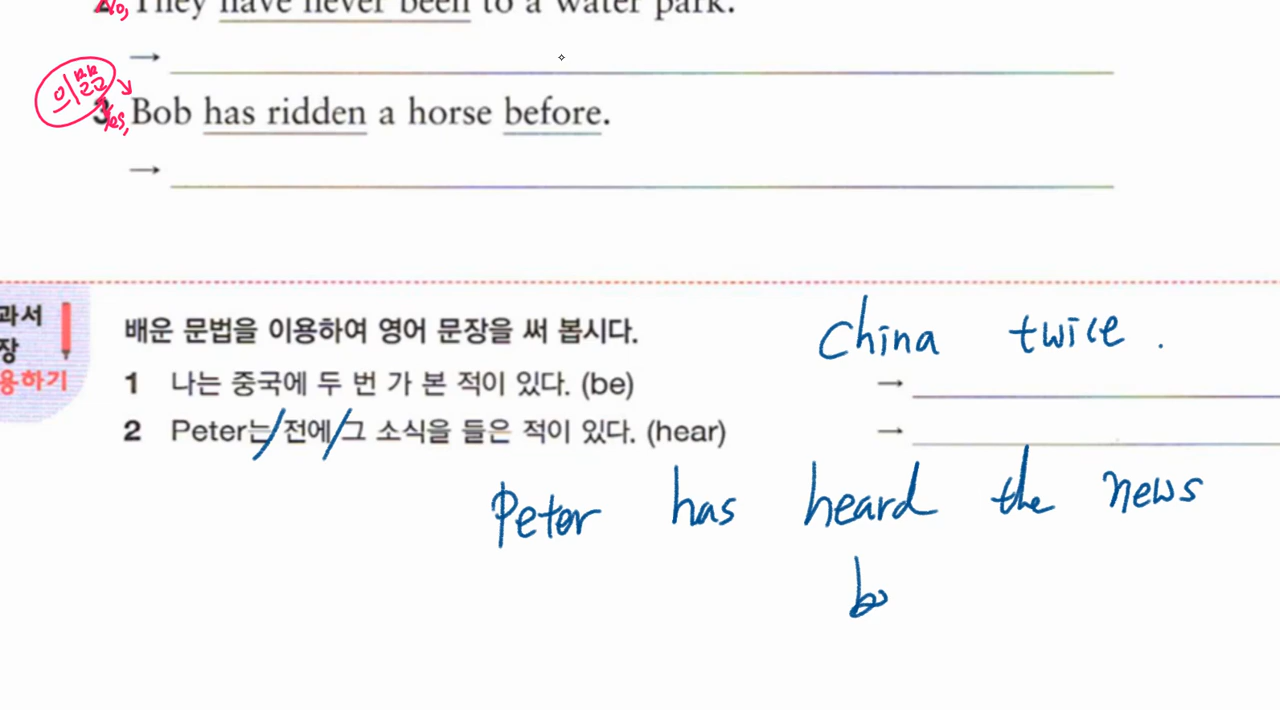 No, They have never been to a water park.
→
의문
Yes,
3 Bob has ridden a horse before.
→
과서
장
용하기
배운 문법을 이용하여 영어 문장을 써 봅시다.
China twice.
1 나는 중국에 두 번 가 본 적이 있다. (be) →
2 Peter는/전에/그 소식을 들은 적이 있다. (hear) →
Peter has heard the news
be